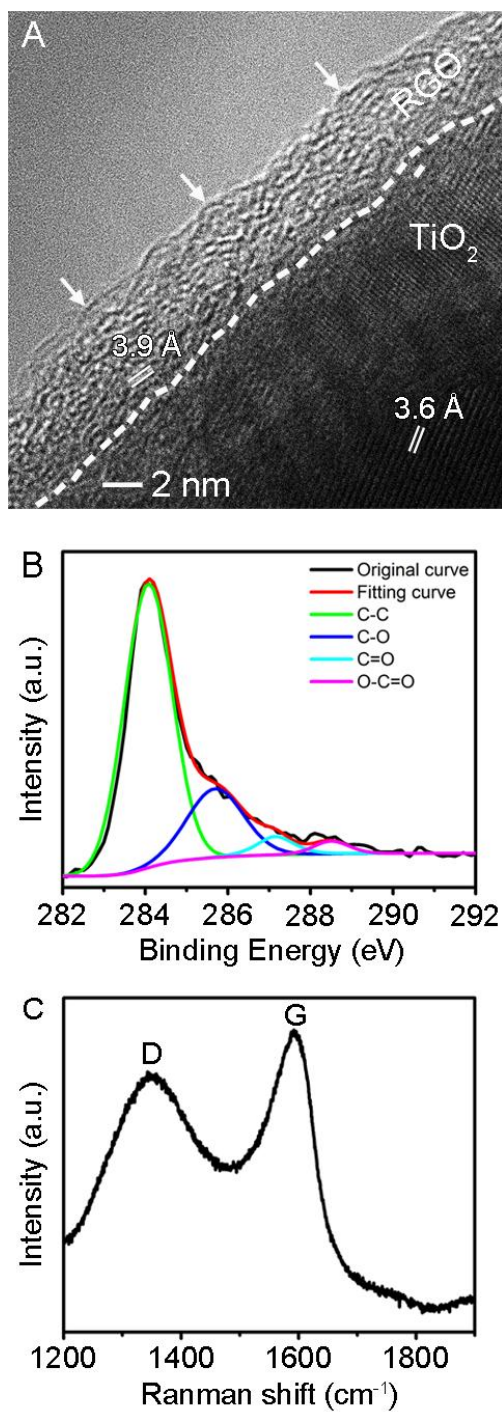 A
RGO
TiO₂
3.9 Å
3.6 Å
2 nm
B
Original curve
Fitting curve
C-C
C-O
C=O
O-C=O
Intensity (a.u.)
282 284 286 288 290 292
Binding Energy (eV)
C
D
G
Intensity (a.u.)
1200 1400 1600 1800
Ranman shift (cm⁻¹)